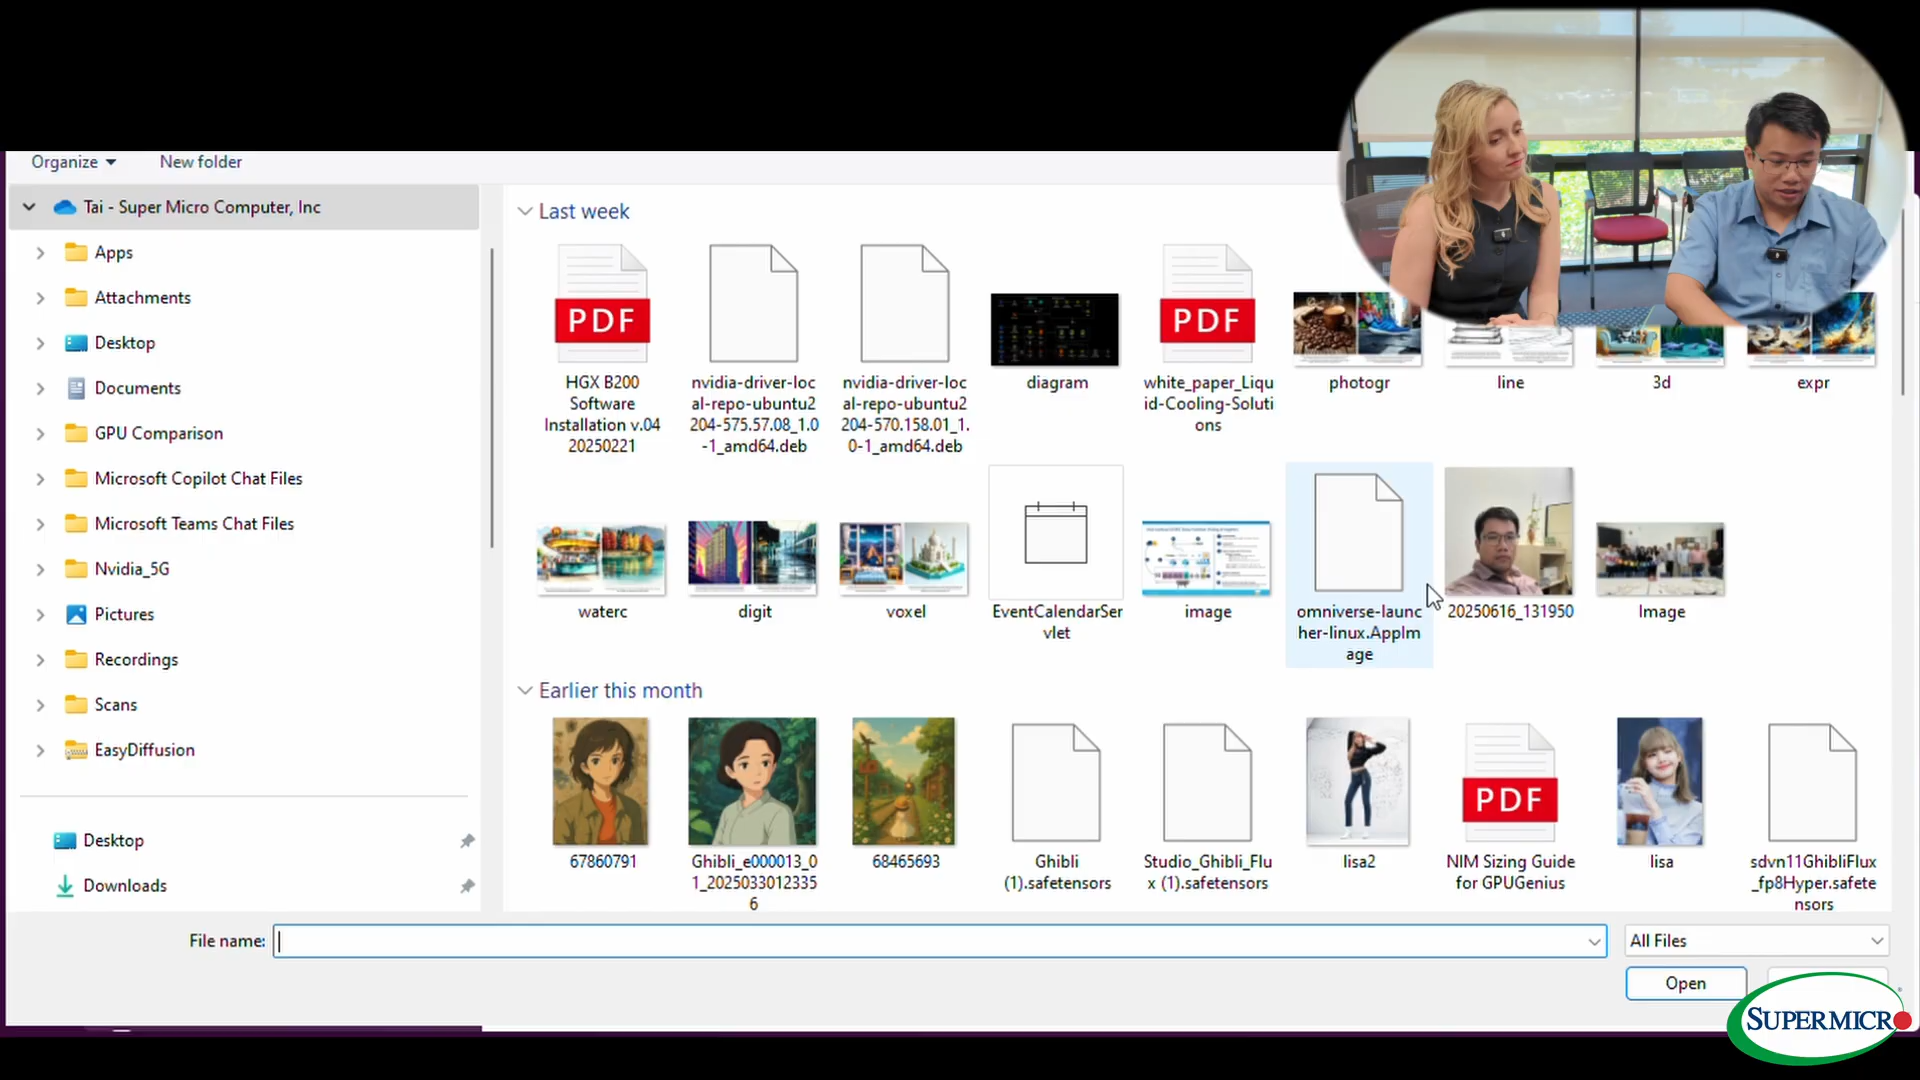 Organize
New folder
Tai - Super Micro Computer, Inc
Apps
Attachments
Desktop
Documents
GPU Comparison
Microsoft Copilot Chat Files
Microsoft Teams Chat Files
Nvidia_5G
Pictures
Recordings
Scans
EasyDiffusion
Desktop
Downloads
Last week
PDF
HGX B200
Software
Installation v.04
20250221
nvidia-driver-loc
al-repo-ubuntu2
204-575.57.08_1.0
-1_amd64.deb
nvidia-driver-loc
al-repo-ubuntu2
204-570.158.01_1.
0-1_amd64.deb
diagram
PDF
white_paper_Liqu
id-Cooling-Soluti
ons
photogr
line
3d
expr
waterc
digit
voxel
EventCalendarSer
vlet
image
omniverse-launc
her-linux.AppIm
age
20250616_131950
Image
Earlier this month
67860791
Ghibli_e000013_0
1_2025033012335
6
68465693
Ghibli
(1).safetensors
Studio_Ghibli_Flu
x (1).safetensors
lisa2
PDF
NIM Sizing Guide
for GPUGenius
lisa
sdvn11GhibliFlux
_fp8Hyper.safete
nsors
File name:
All Files
Open
SUPERMICR